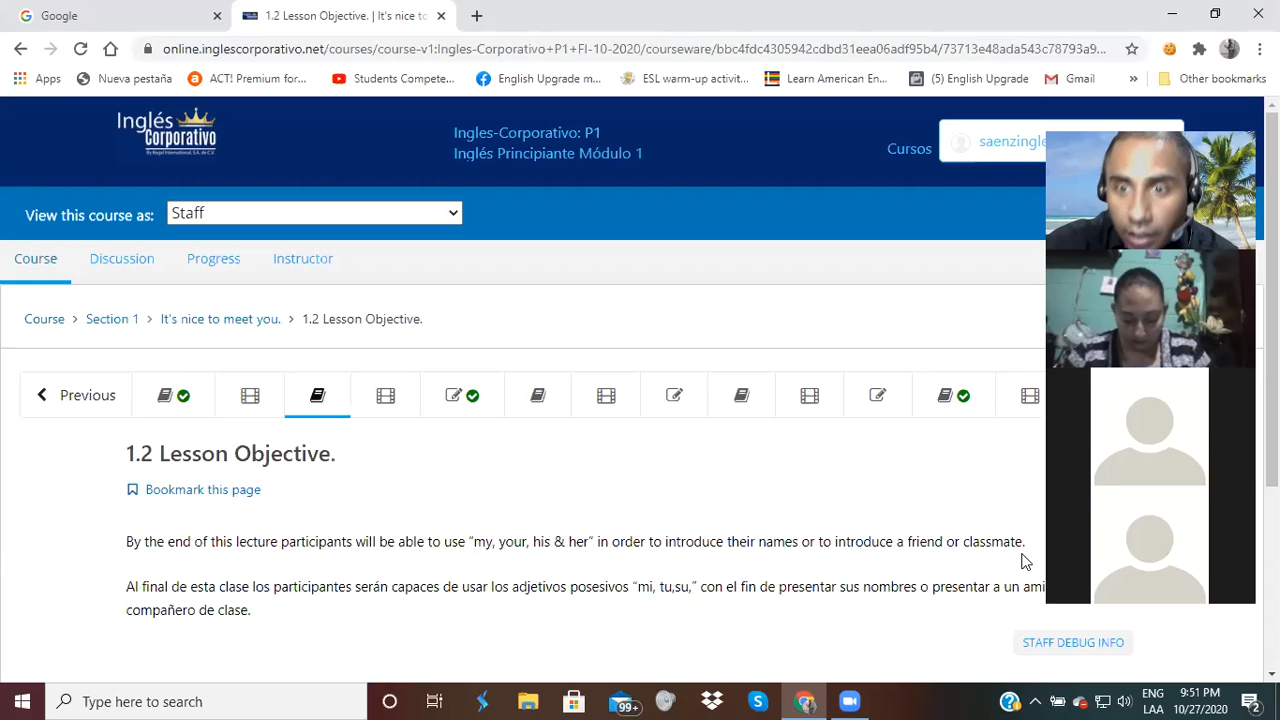 Google
1.2 Lesson Objective. | It's nice to
online.inglescorporativo.net/courses/course-v1:Ingles-Corporativo+P1+FI-10-2020/courseware/bbc4fdc4305942cdbd31eea06adf95b4/73713e48ada543c78793a9...
Apps
Nueva pestaña
ACT! Premium for...
Students Compete...
English Upgrade m...
ESL warm-up activit...
Learn American En...
(5) English Upgrade
Gmail
»
Other bookmarks
Inglés
Corporativo
By Regal International, S.A. de C.V.
Ingles-Corporativo: P1
Inglés Principiante Módulo 1
Cursos
saenzingle
View this course as:
Staff
Course
Discussion
Progress
Instructor
Course > Section 1 > It's nice to meet you. > 1.2 Lesson Objective.
Previous
1.2 Lesson Objective.
Bookmark this page
By the end of this lecture participants will be able to use “my, your, his & her” in order to introduce their names or to introduce a friend or classmate.
Al final de esta clase los participantes serán capaces de usar los adjetivos posesivos “mi, tu,su,” con el fin de presentar sus nombres o presentar a un ami
compañero de clase.
STAFF DEBUG INFO
Type here to search
99+
ENG
LAA
9:51 PM
10/27/2020
2